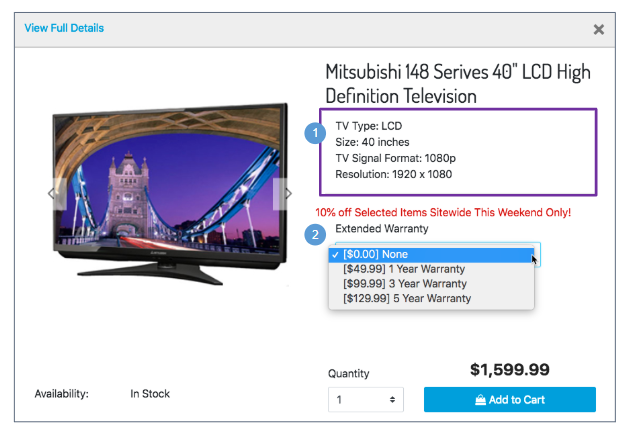 View Full Details
Mitsubishi 148 Serives 40" LCD High
Definition Television
1
TV Type: LCD
Size: 40 inches
TV Signal Format: 1080p
Resolution: 1920 x 1080
10% off Selected Items Sitewide This Weekend Only!
2
Extended Warranty
✓ [$0.00] None
[$49.99] 1 Year Warranty
[$99.99] 3 Year Warranty
[$129.99] 5 Year Warranty
$1,599.99
Quantity
Availability: In Stock
1
Add to Cart